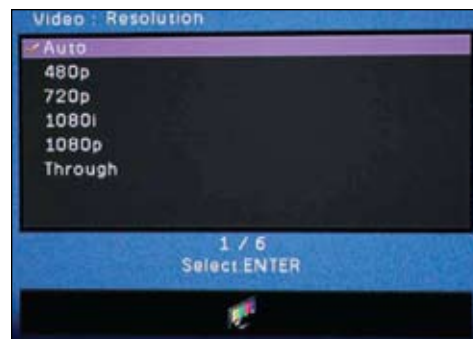 Video : Resolution
Auto
480p
720p
1080i
1080p
Through
1 / 6
Select:ENTER